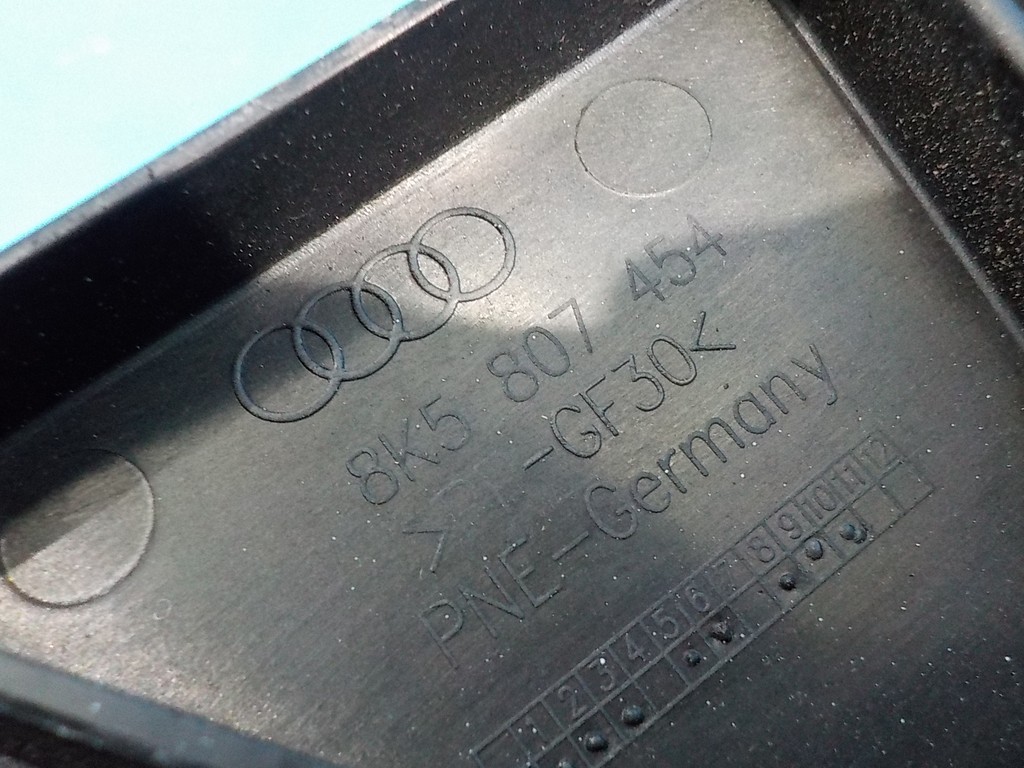 8K5 807 454
-GF30<
PNE-Germany
1 2 3 4 5 6 7 8 9 10 11 12